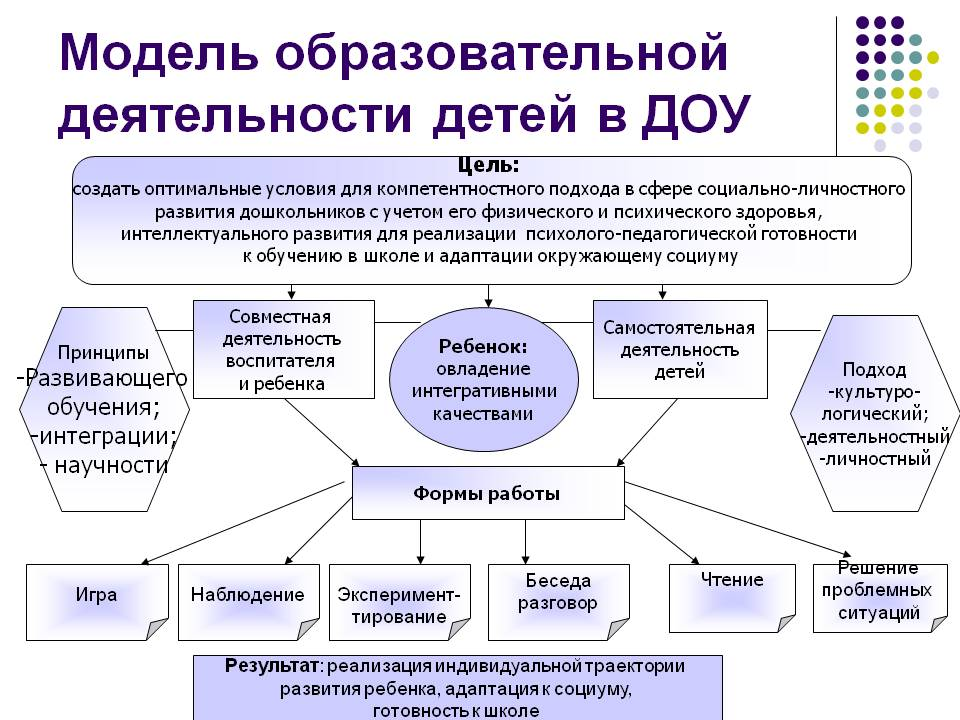 Модель образовательной
деятельности детей в ДОУ
Цель:
создать оптимальные условия для компетентностного подхода в сфере социально-личностного
развития дошкольников с учетом его физического и психического здоровья,
интеллектуального развития для реализации психолого-педагогической готовности
к обучению в школе и адаптации окружающему социуму
Принципы
-Развивающего
обучения;
-интеграции;
- научности
Совместная
деятельность
воспитателя
и ребенка
Ребенок:
овладение
интегративными
качествами
Самостоятельная
деятельность
детей
Подход
-культуро-
логический;
-деятельностный
-личностный
Формы работы
Игра
Наблюдение
Эксперимент-
тирование
Беседа
разговор
Чтение
Решение
проблемных
ситуаций
Результат: реализация индивидуальной траектории
развития ребенка, адаптация к социуму,
готовность к школе